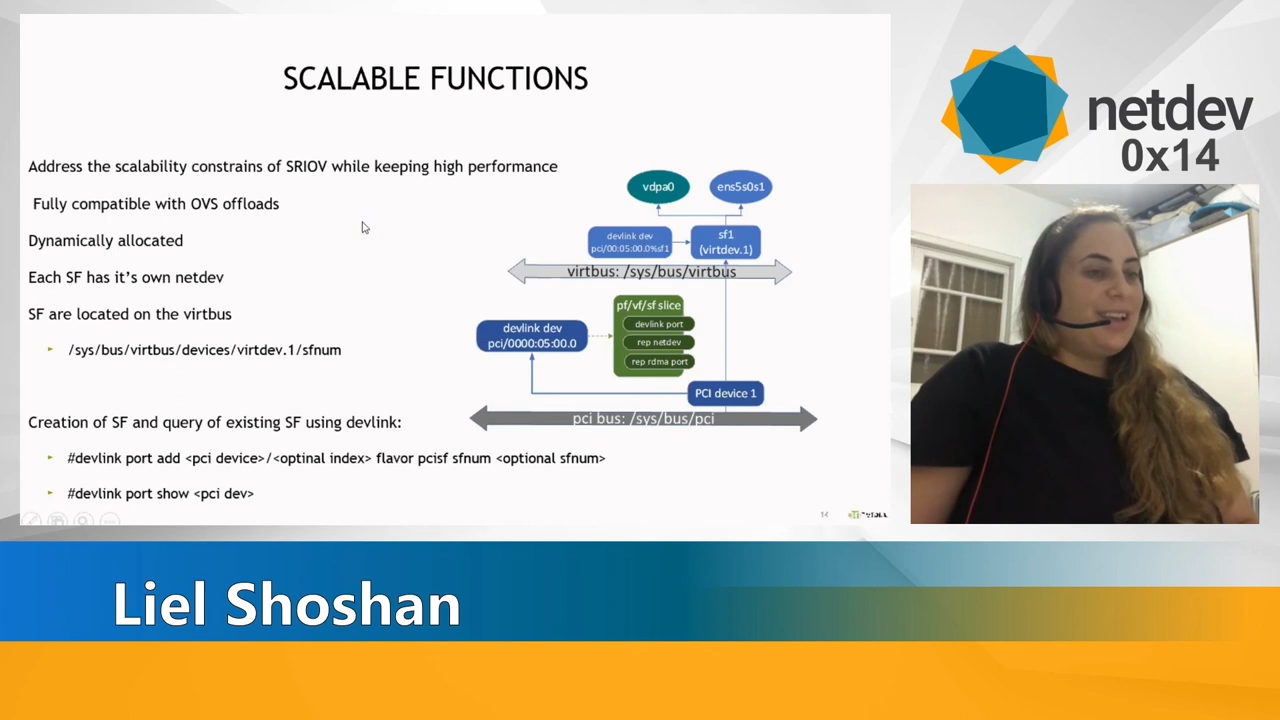 SCALABLE FUNCTIONS
Address the scalability constrains of SRIOV while keeping high performance
Fully compatible with OVS offloads
Dynamically allocated
Each SF has it's own netdev
SF are located on the virtbus
/sys/bus/virtbus/devices/virtdev.1/sfnum
Creation of SF and query of existing SF using devlink:
#devlink port add <pci device>/<optinal index> flavor pcisf sfnum <optional sfnum>
#devlink port show <pci dev>
vdpa0
ens5s0s1
devlink dev
pci/00:05:00.0%sf1
sf1
(virtdev.1)
virtbus: /sys/bus/virtbus
pf/vf/sf slice
devlink port
rep netdev
rep rdma port
devlink dev
pci/0000:05:00.0
PCI device 1
pci bus: /sys/bus/pci
14
NVIDIA.
netdev
0x14
Liel Shoshan